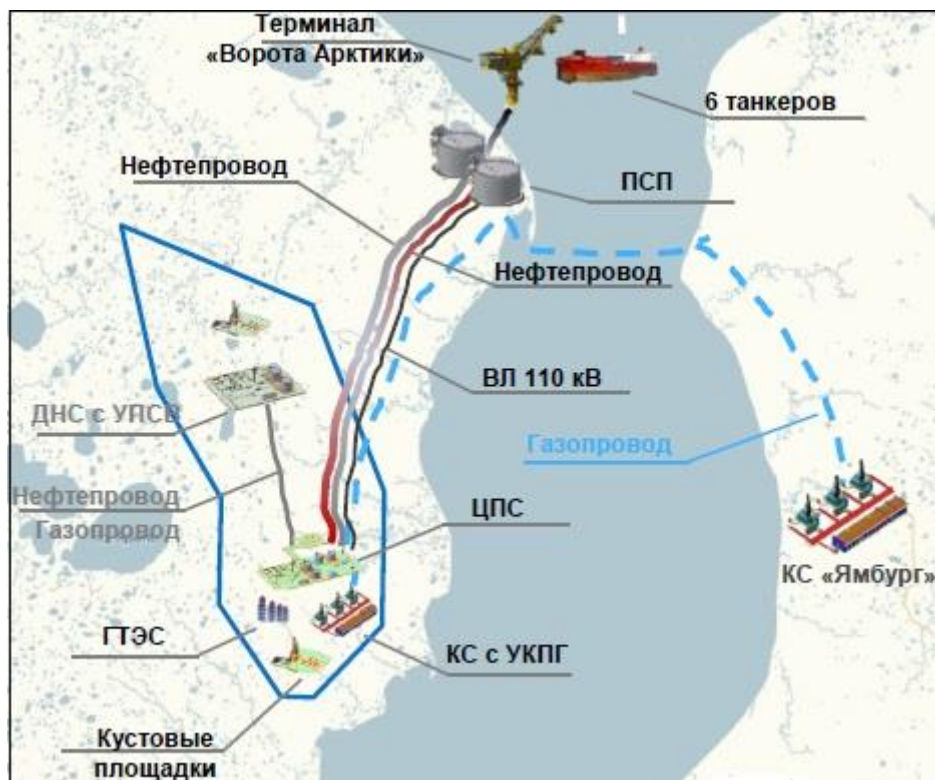 Терминал
«Ворота Арктики»
6 танкеров
Нефтепровод
ПСП
Нефтепровод
ВЛ 110 кВ
ДНС с УПСВ
Газопровод
Нефтепровод
Газопровод
ЦПС
КС «Ямбург»
ГТЭС
КС с УКПГ
Кустовые
площадки